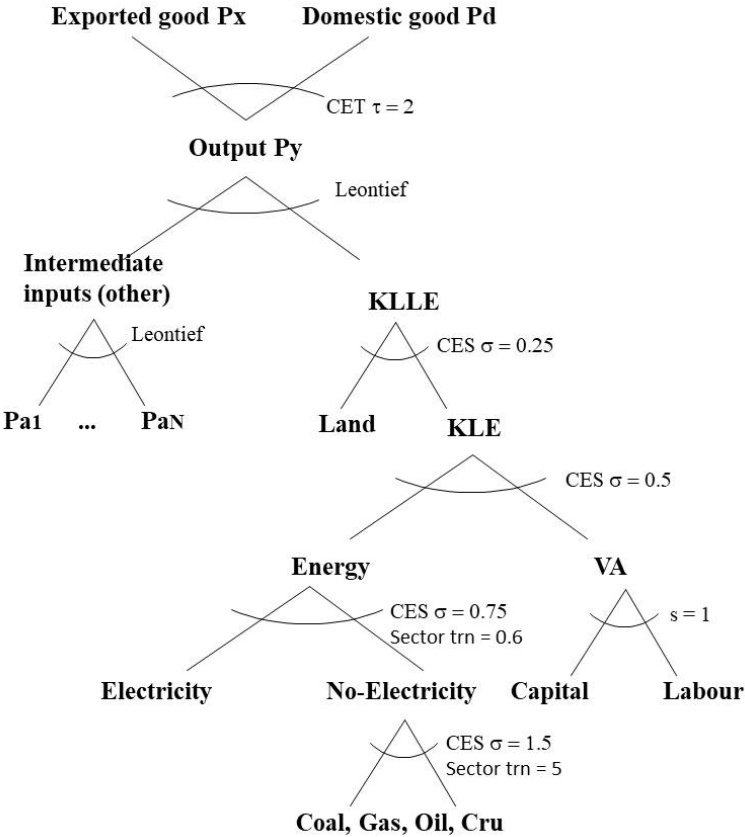 Exported good Px
Domestic good Pd
CET τ = 2
Output Py
Leontief
Intermediate
inputs (other)
KLLE
Leontief
CES σ = 0.25
Pa1
...
PaN
Land
KLE
CES σ = 0.5
Energy
VA
CES σ = 0.75
Sector trn = 0.6
s = 1
Electricity
No-Electricity
Capital
Labour
CES σ = 1.5
Sector trn = 5
Coal, Gas, Oil, Cru